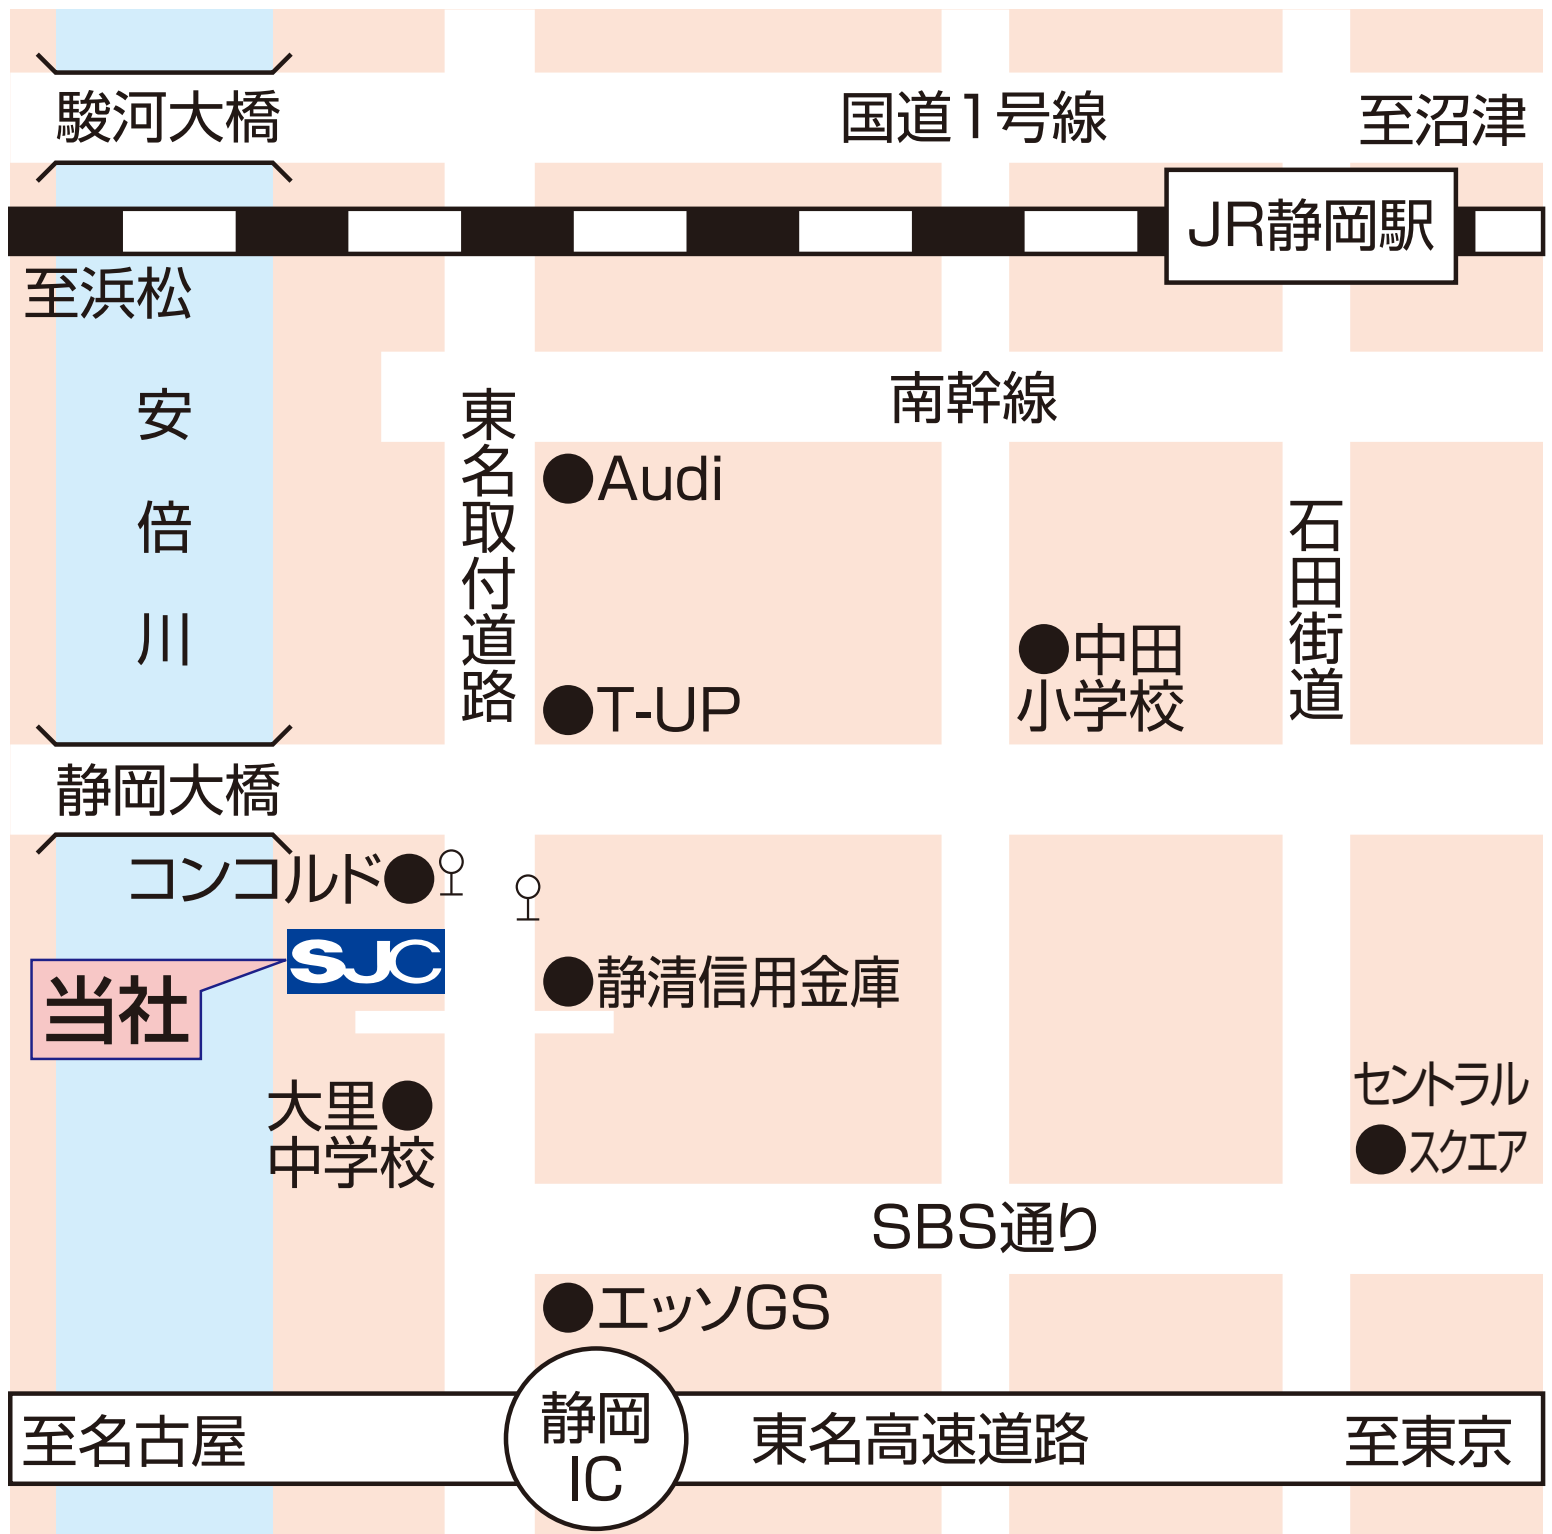 駿河大橋
国道1号線
至沼津
JR静岡駅
至浜松
南幹線
安倍川
東名取付道路
Audi
石田街道
中田
小学校
T-UP
静岡大橋
コンコルド
SJC
静清信用金庫
当社
セントラル
スクエア
大里
中学校
SBS通り
エッソGS
静岡
IC
至名古屋
東名高速道路
至東京